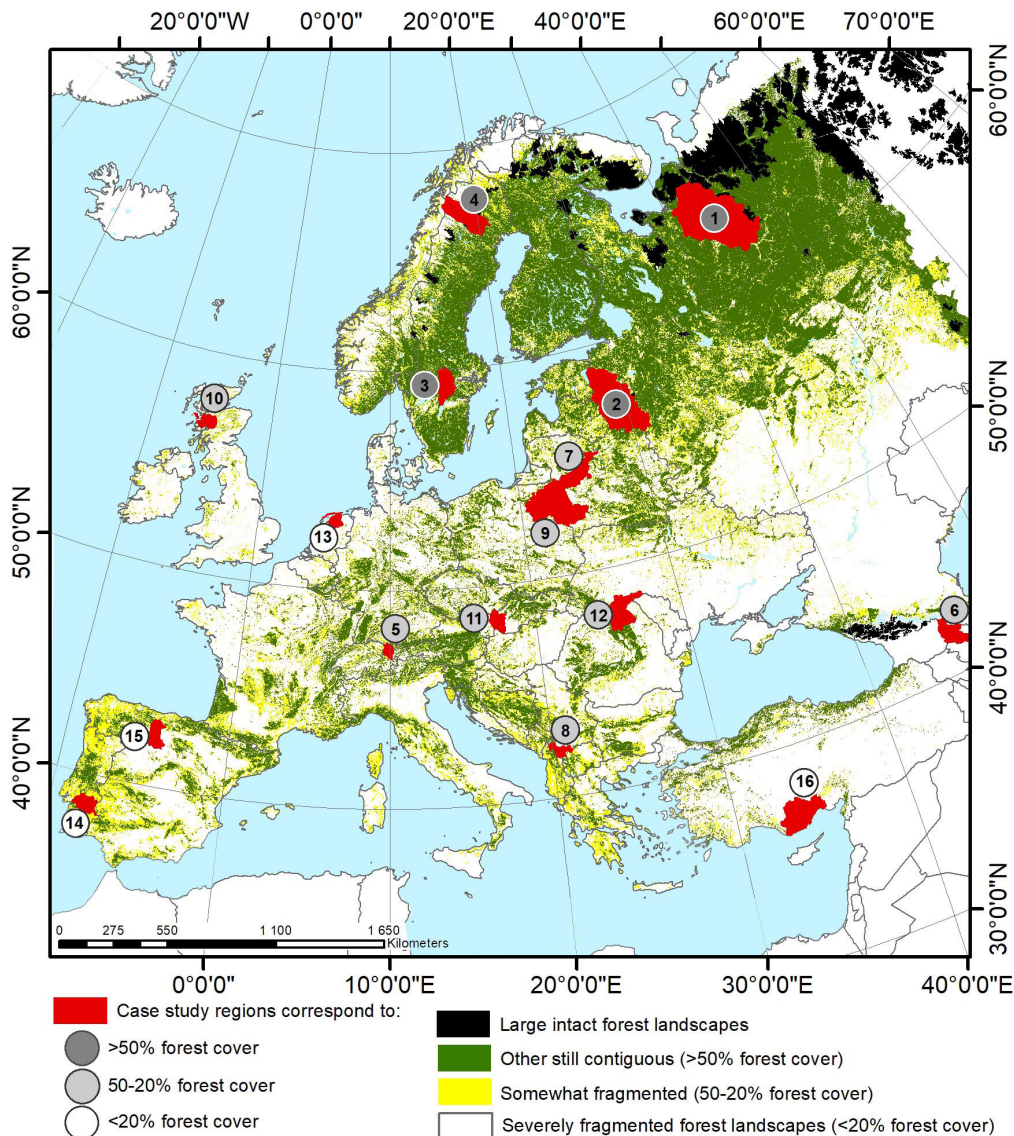 20°0'0"W 0°0'0" 10°0'0"E 20°0'0"E 40°0'0"E 60°0'0"E 70°0'0"E
60°0'0"N
50°0'0"N
40°0'0"N
60°0'0"N
50°0'0"N
40°0'0"N
30°0'0"N
4
1
3
2
10
7
13
9
11
12
5
6
8
15
16
14
0 275 550 1 100 1 650
Kilometers
0°0'0" 10°0'0"E 20°0'0"E 30°0'0"E 40°0'0"E
Case study regions correspond to:
>50% forest cover
50-20% forest cover
<20% forest cover
Large intact forest landscapes
Other still contiguous (>50% forest cover)
Somewhat fragmented (50-20% forest cover)
Severely fragmented forest landscapes (<20% cover)